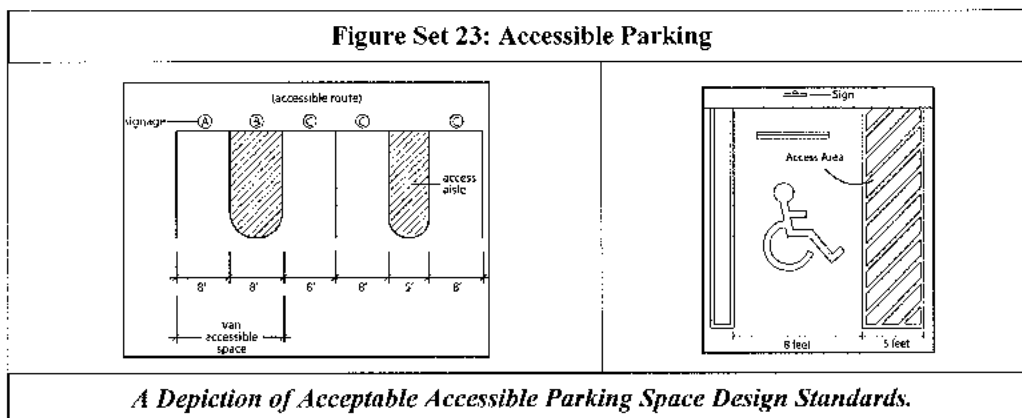 Figure Set 23: Accessible Parking
(accessible route)
signage A B C C C
access
aisle
8' 8' 8' 8' 5' 8'
van
accessible
space
Sign
Access Area
8 feet 5 feet
A Depiction of Acceptable Accessible Parking Space Design Standards.